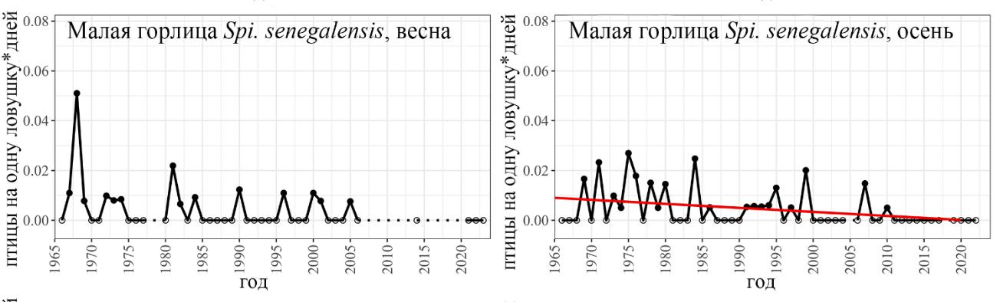 Малая горлица Spi. senegalensis, весна
птицы на одну ловушку*дней
0.08
0.06
0.04
0.02
0.00
1965 1970 1975 1980 1985 1990 1995 2000 2005 2010 2015 2020
год
Малая горлица Spi. senegalensis, осень
птицы на одну ловушку*дней
0.08
0.06
0.04
0.02
0.00
1965 1970 1975 1980 1985 1990 1995 2000 2005 2010 2015 2020
год